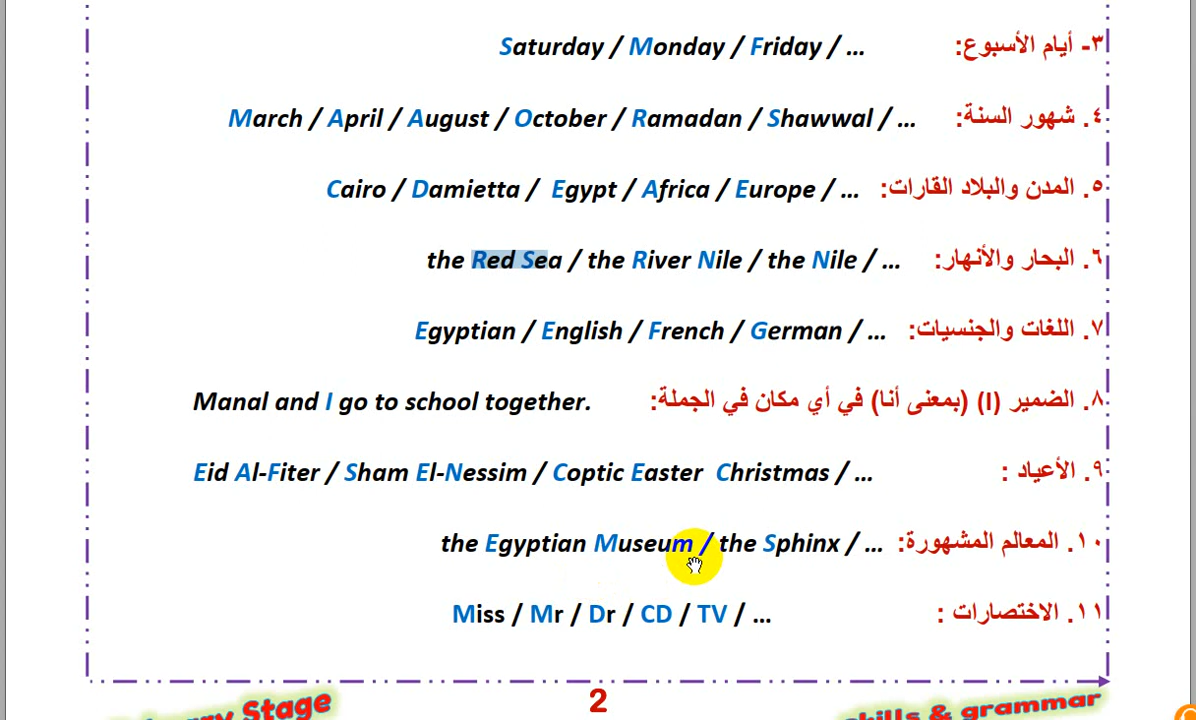 ٣- أيام الأسبوع: Saturday / Monday / Friday / ...
٤. شهور السنة: March / April / August / October / Ramadan / Shawwal / ...
٥. المدن والبلاد القارات: Cairo / Damietta / Egypt / Africa / Europe / ...
٦. البحار والأنهار: the Red Sea / the River Nile / the Nile / ...
٧. اللغات والجنسيات: Egyptian / English / French / German / ...
٨. الضمير (I) (بمعنى أنا) في أي مكان في الجملة: Manal and I go to school together.
٩. الأعياد : Eid Al-Fiter / Sham El-Nessim / Coptic Easter Christmas / ...
١٠. المعالم المشهورة: the Egyptian Museum / the Sphinx / ...
١١. الاختصارات : Miss / Mr / Dr / CD / TV / ...
Stage 2 skills & grammar